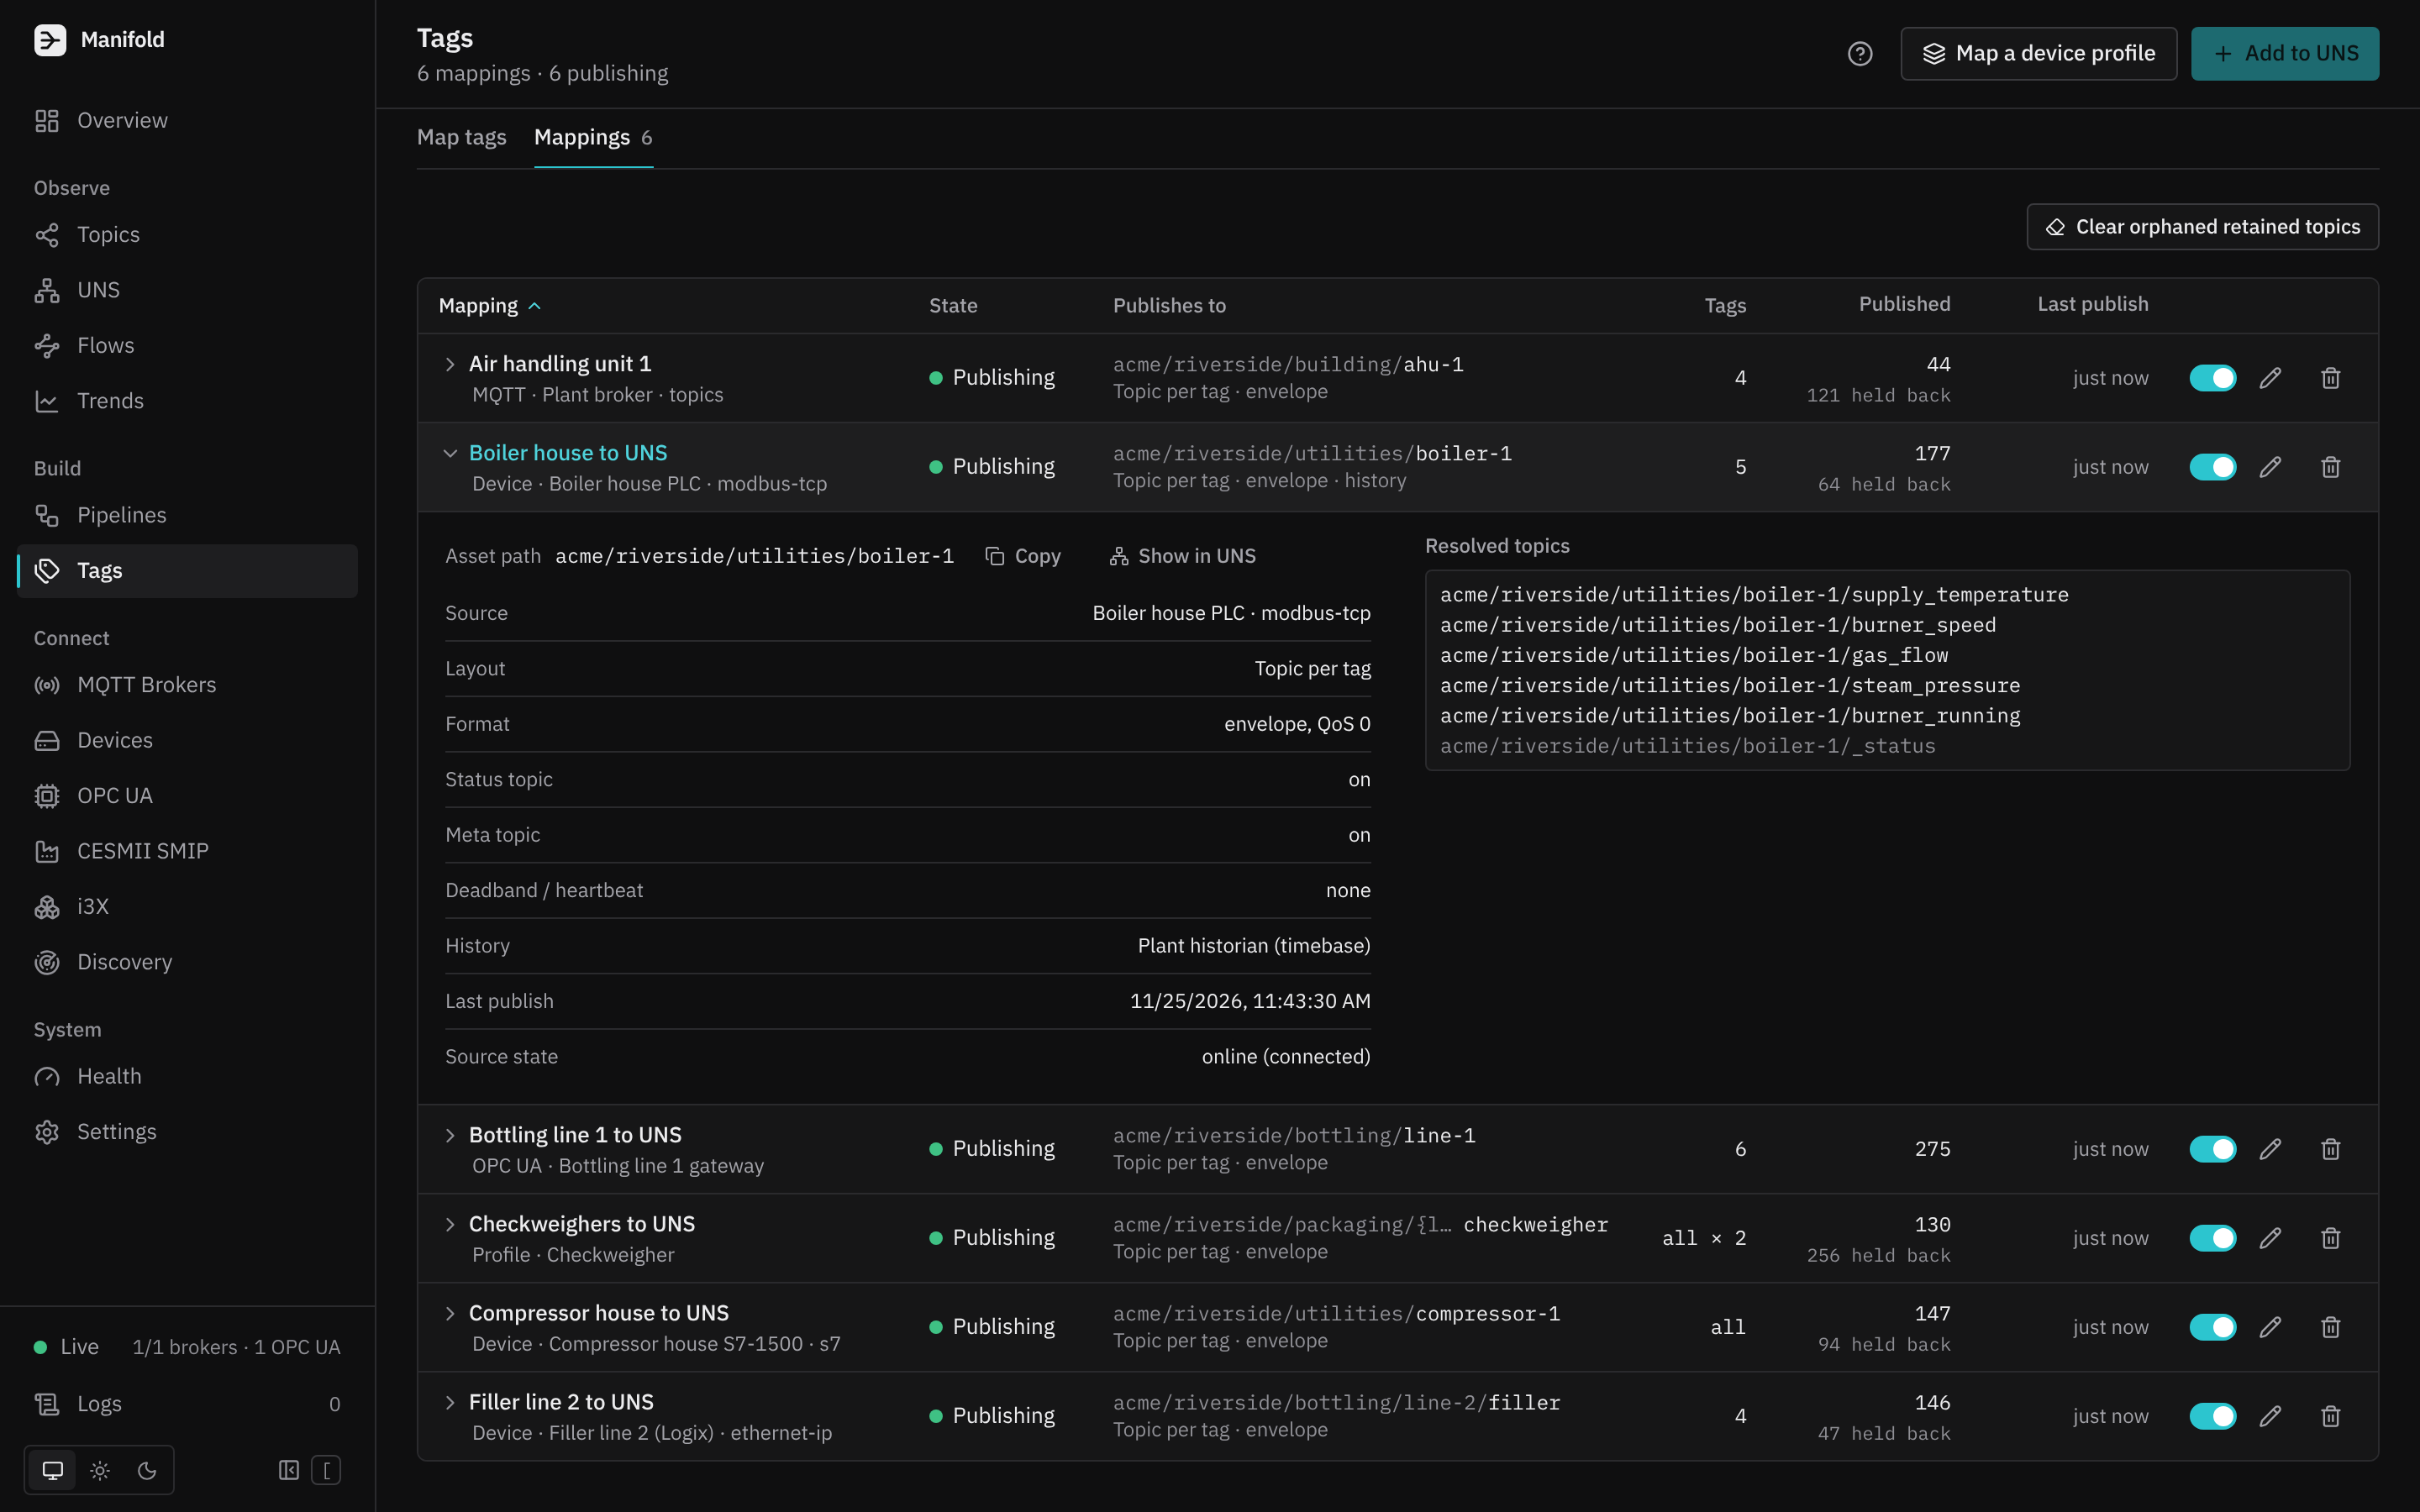 Manifold
Overview
Observe
Topics
UNS
Flows
Trends
Build
Pipelines
Tags
Connect
MQTT Brokers
Devices
OPC UA
CESMII SMIP
i3X
Discovery
System
Health
Settings
Live 1/1 brokers · 1 OPC UA
Logs 0
[
Tags
6 mappings · 6 publishing
Map a device profile
Add to UNS
Map tags
Mappings 6
Clear orphaned retained topics
Mapping State Publishes to Tags Published Last publish
Air handling unit 1
MQTT · Plant broker · topics
Publishing
acme/riverside/building/ahu-1
Topic per tag · envelope
4
44
121 held back
just now
Boiler house to UNS
Device · Boiler house PLC · modbus-tcp
Publishing
acme/riverside/utilities/boiler-1
Topic per tag · envelope · history
5
177
64 held back
just now
Asset path acme/riverside/utilities/boiler-1 Copy Show in UNS
Source Boiler house PLC · modbus-tcp
Layout Topic per tag
Format envelope, QoS 0
Status topic on
Meta topic on
Deadband / heartbeat none
History Plant historian (timebase)
Last publish 11/25/2026, 11:43:30 AM
Source state online (connected)
Resolved topics
acme/riverside/utilities/boiler-1/supply_temperature
acme/riverside/utilities/boiler-1/burner_speed
acme/riverside/utilities/boiler-1/gas_flow
acme/riverside/utilities/boiler-1/steam_pressure
acme/riverside/utilities/boiler-1/burner_running
acme/riverside/utilities/boiler-1/_status
Bottling line 1 to UNS
OPC UA · Bottling line 1 gateway
Publishing
acme/riverside/bottling/line-1
Topic per tag · envelope
6
275
just now
Checkweighers to UNS
Profile · Checkweigher
Publishing
acme/riverside/packaging/{l… checkweigher
Topic per tag · envelope
all × 2
130
256 held back
just now
Compressor house to UNS
Device · Compressor house S7-1500 · s7
Publishing
acme/riverside/utilities/compressor-1
Topic per tag · envelope
all
147
94 held back
just now
Filler line 2 to UNS
Device · Filler line 2 (Logix) · ethernet-ip
Publishing
acme/riverside/bottling/line-2/filler
Topic per tag · envelope
4
146
47 held back
just now